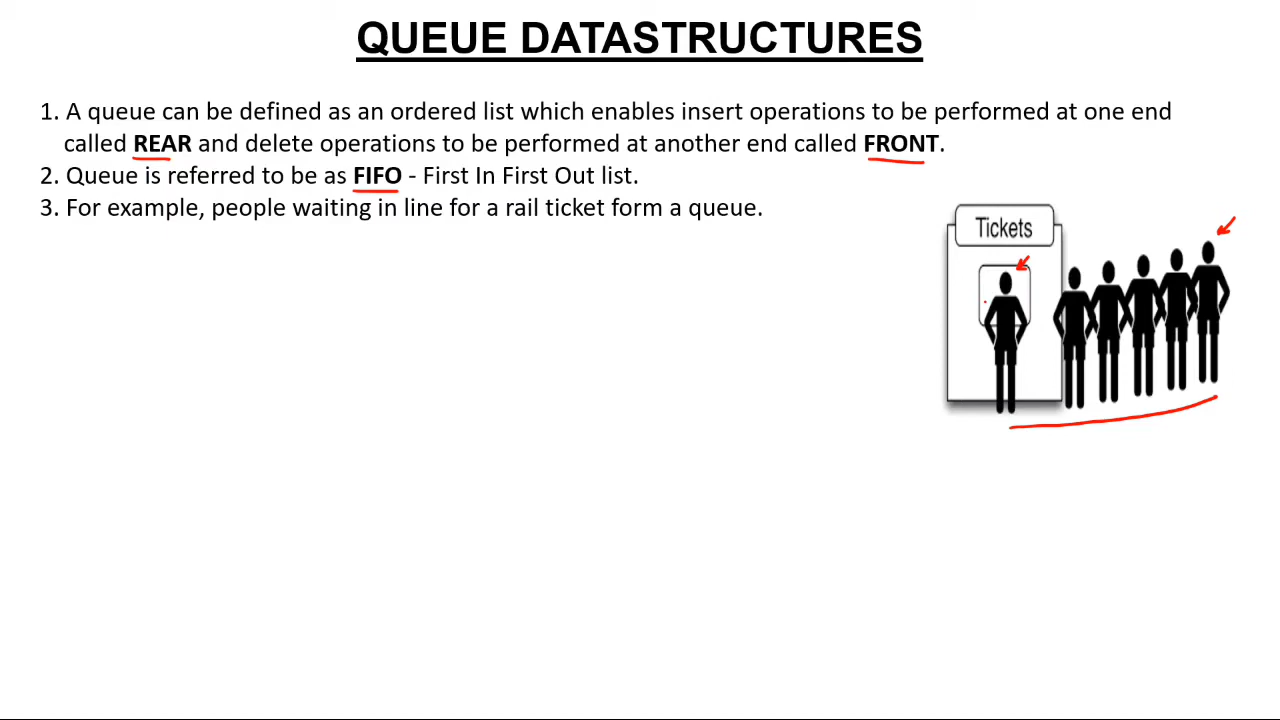 QUEUE DATASTRUCTURES
1. A queue can be defined as an ordered list which enables insert operations to be performed at one end
called REAR and delete operations to be performed at another end called FRONT.
2. Queue is referred to be as FIFO - First In First Out list.
3. For example, people waiting in line for a rail ticket form a queue.
Tickets